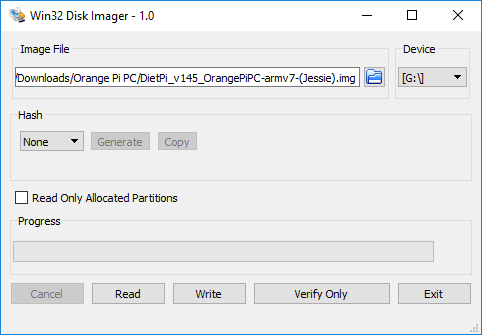 Win32 Disk Imager - 1.0
Image File
Device
/Downloads/Orange Pi PC/DietPi_v145_OrangePiPC-armv7-(Jessie).img
[G:\]
Hash
None
Generate
Copy
Read Only Allocated Partitions
Progress
Cancel
Read
Write
Verify Only
Exit